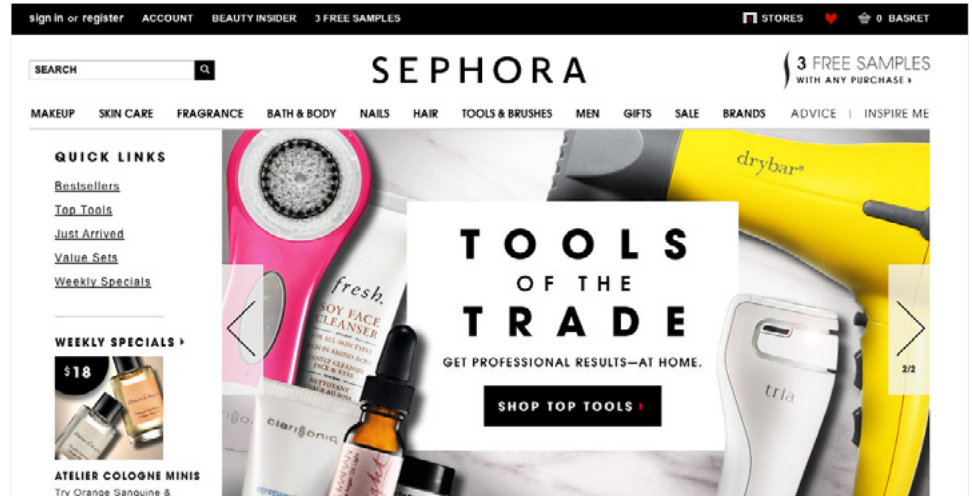 sign in or register ACCOUNT BEAUTY INSIDER 3 FREE SAMPLES STORES 0 BASKET
SEARCH
SEPHORA
3 FREE SAMPLES
WITH ANY PURCHASE
MAKEUP SKIN CARE FRAGRANCE BATH & BODY NAILS HAIR TOOLS & BRUSHES MEN GIFTS SALE BRANDS ADVICE | INSPIRE ME
QUICK LINKS
Bestsellers
Top Tools
Just Arrived
Value Sets
Weekly Specials
WEEKLY SPECIALS
$18
ATELIER COLOGNE MINIS
Try Orange Sanguine &
drybar
TOOLS
OF THE
TRADE
GET PROFESSIONAL RESULTS—AT HOME.
SHOP TOP TOOLS
2/2
fresh
SOY FACE
CLEANSER
FOR ALL SKIN TYPES
clarisonic
tria